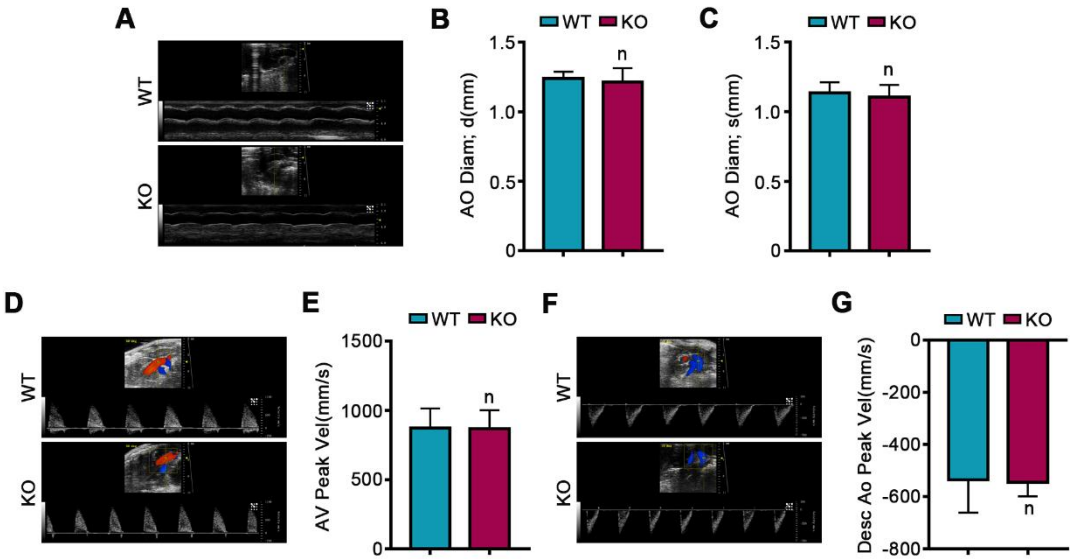 A
WT
KO
B
WT KO
AO Diam; d(mm)
1.5
1.0
0.5
0
n
C
WT KO
AO Diam; s(mm)
1.5
1.0
0.5
0
n
D
WT
KO
E
WT KO
AV Peak Vel(mm/s)
1500
1000
500
0
n
F
WT
KO
G
WT KO
Desc Ao Peak Vel(mm/s)
0
-200
-400
-600
-800
n